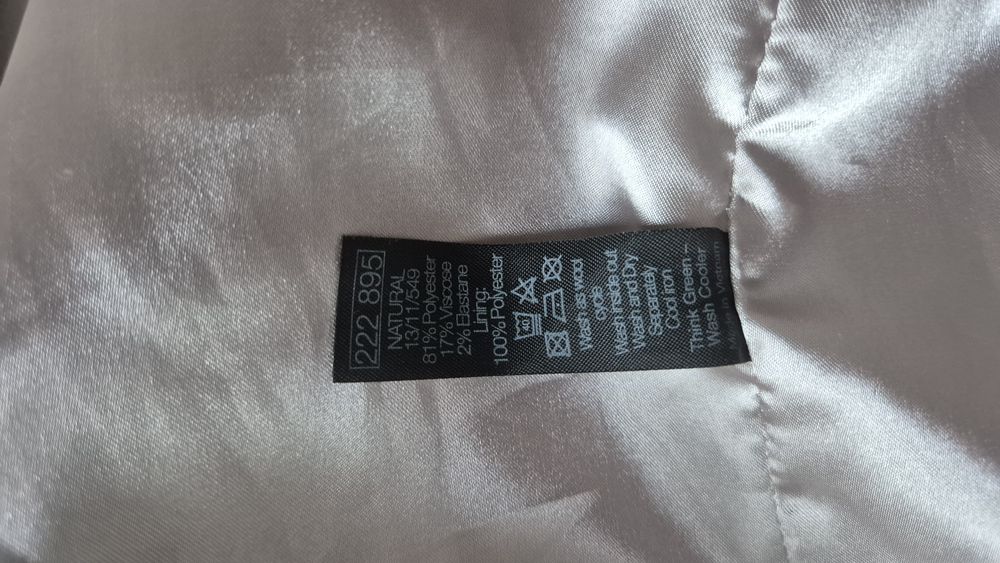 222 895
NATURAL
13/11/549
81% Polyester
17% Viscose
2% Elastane
Lining:
100% Polyester
40
Wash as wool
cycle
Wash inside out
Wash and Dry
Separately
Cool iron
Think Green –
Wash Cooler
Made in Vietnam